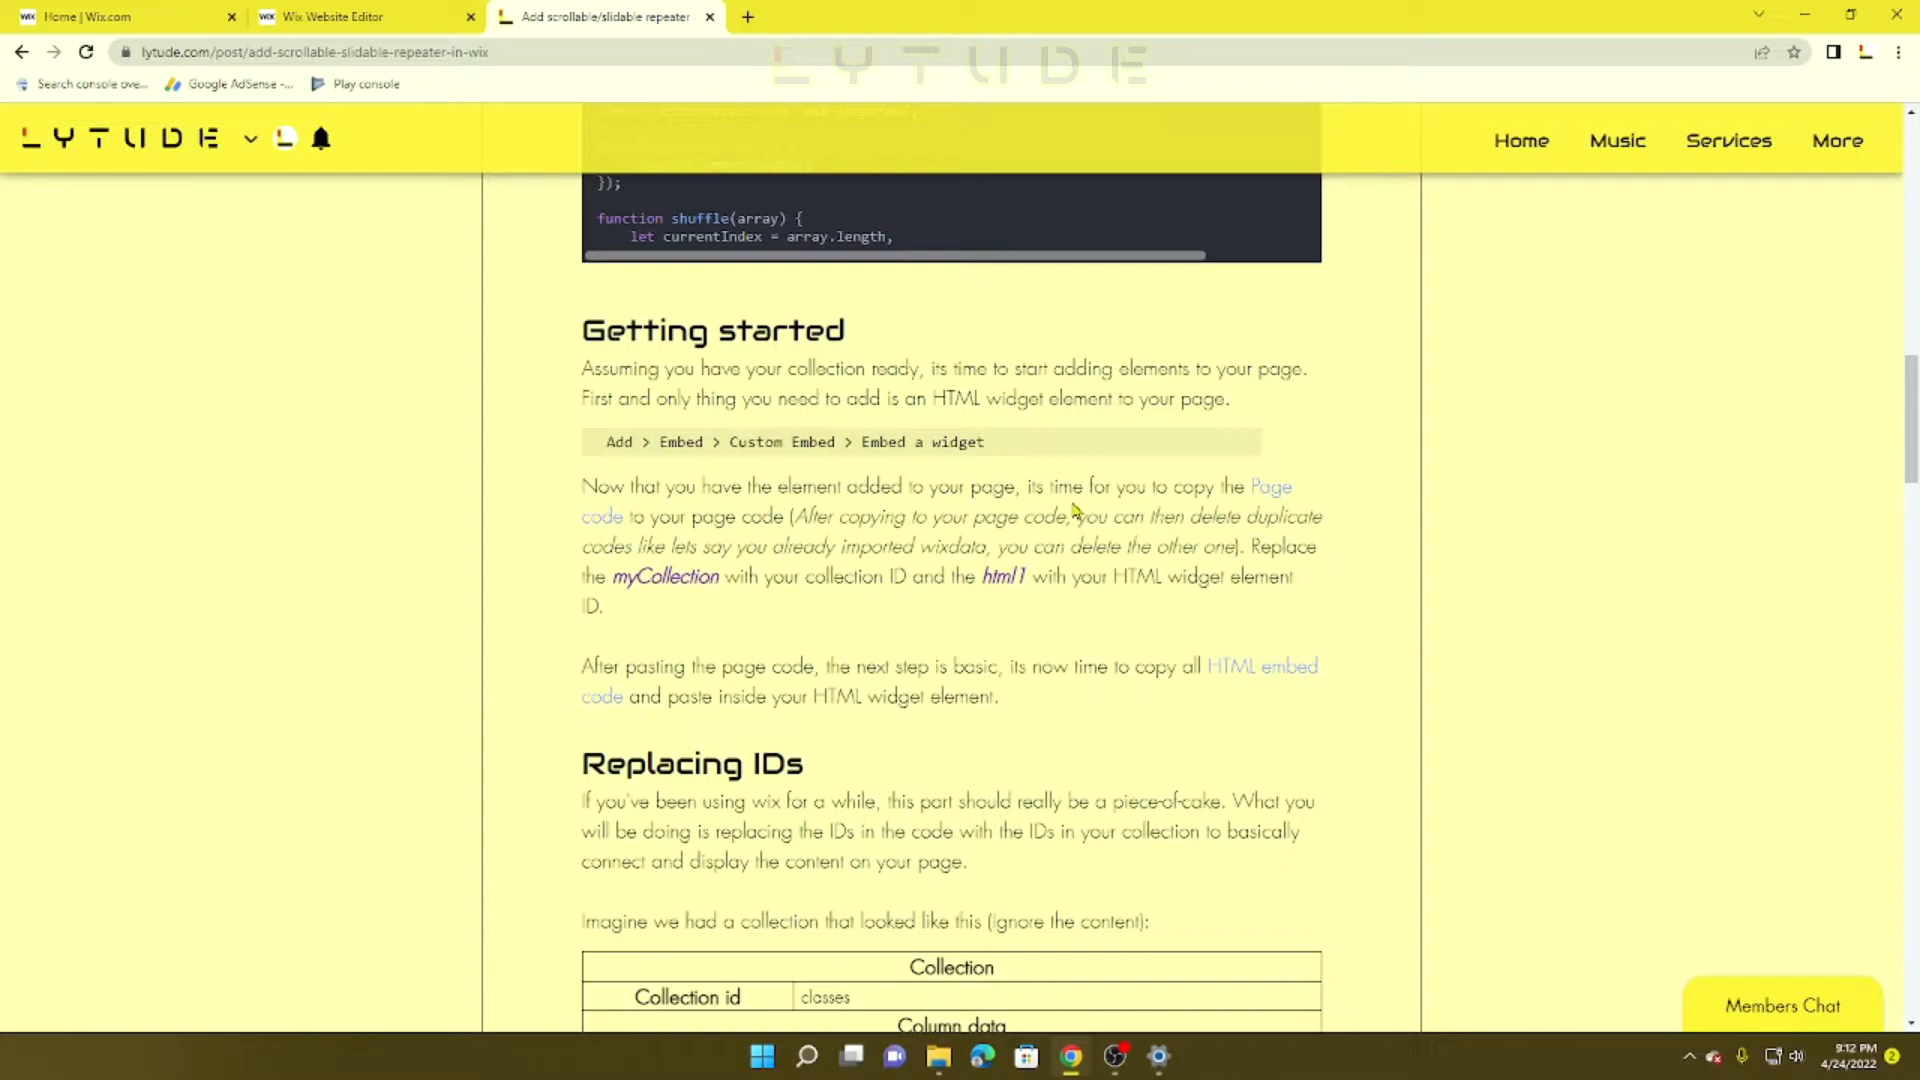 Home | Wix.com
Wix Website Editor
Add scrollable/slidable repeater
lytude.com/post/add-scrollable-slidable-repeater-in-wix
LYTUDE
Search console ove...
Google AdSense -...
Play console
LYTUDE
Home
Music
Services
More
});
function shuffle(array) {
let currentIndex = array.length,
Getting started
Assuming you have your collection ready, its time to start adding elements to your page.
First and only thing you need to add is an HTML widget element to your page.
Add > Embed > Custom Embed > Embed a widget
Now that you have the element added to your page, its time for you to copy the Page
code to your page code (After copying to your page code, you can then delete duplicate
codes like lets say you already imported wixdata, you can delete the other one). Replace
the myCollection with your collection ID and the html1 with your HTML widget element
ID.
After pasting the page code, the next step is basic, its now time to copy all HTML embed
code and paste inside your HTML widget element.
Replacing IDs
If you've been using wix for a while, this part should really be a piece-of-cake. What you
will be doing is replacing the IDs in the code with the IDs in your collection to basically
connect and display the content on your page.
Imagine we had a collection that looked like this (Ignore the content):
Collection
Collection id
classes
Column data
Members Chat
9:12 PM
4/24/2022
2